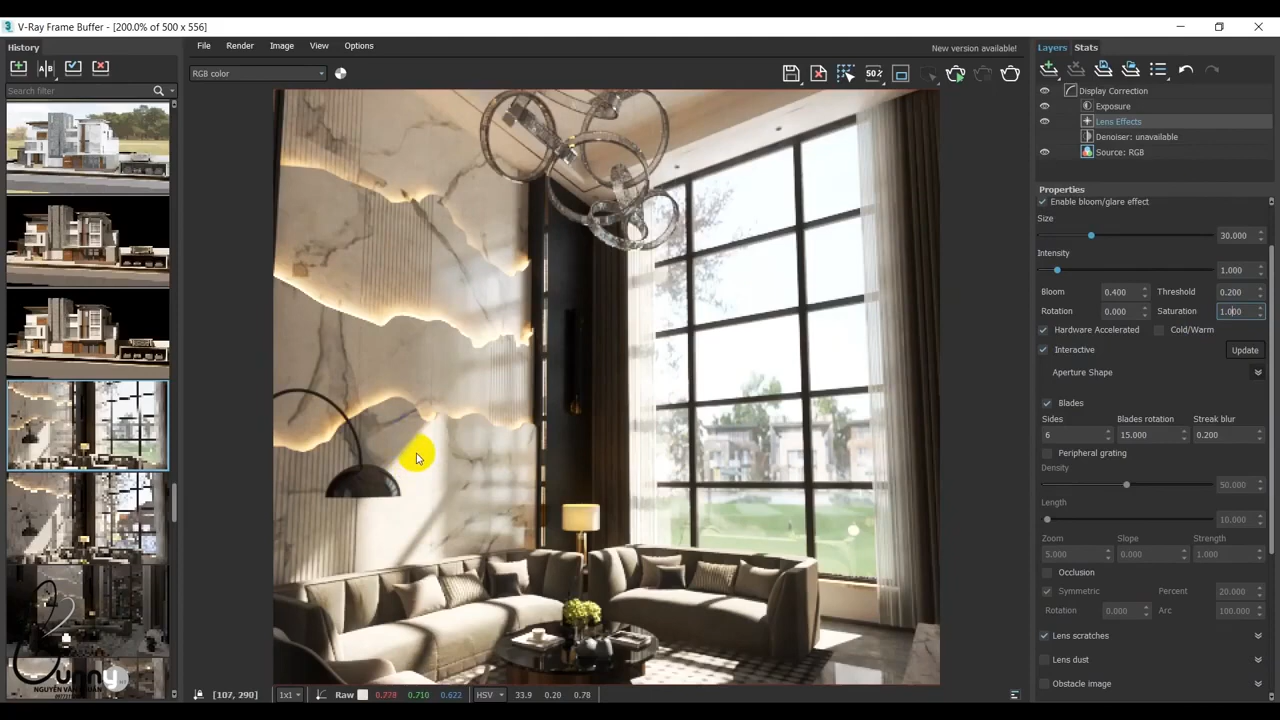 V-Ray Frame Buffer - [200.0% of 500 x 556]
History
File Render Image View Options
New version available!
Layers Stats
Search filter
RGB color
50%
Display Correction
Exposure
Lens Effects
Denoiser: unavailable
Source: RGB
Properties
Enable bloom/glare effect
Size
30.000
Intensity
1.000
Bloom 0.400 Threshold 0.200
Rotation 0.000 Saturation 1.000
Hardware Accelerated Cold/Warm
Interactive Update
Aperture Shape
Blades
Sides Blades rotation Streak blur
6 15.000 0.200
Peripheral grating
Density
50.000
Length
10.000
Zoom Slope Strength
5.000 0.000 1.000
Occlusion
Symmetric Percent 20.000
Rotation 0.000 Arc 100.000
Lens scratches
Lens dust
Obstacle image
NGUYỄN VĂN TUẤN
[107, 290] 1x1 Raw 0.778 0.710 0.622 HSV 33.9 0.20 0.78